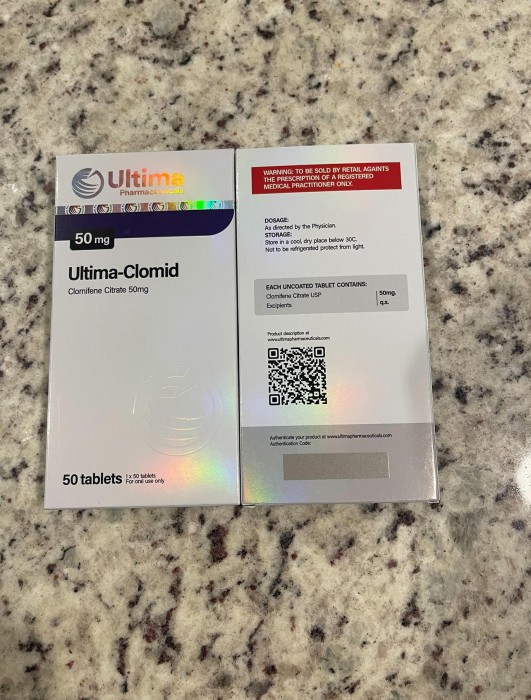 Ultima
Pharmaceuticals
50 mg
Ultima-Clomid
Clomifene Citrate 50mg
50 tablets
1 x 50 tablets
For oral use only
WARNING: TO BE SOLD BY RETAIL AGAINTS
THE PRESCRIPTION OF A REGISTERED
MEDICAL PRACTITIONER ONLY.
DOSAGE:
As directed by the Physician.
STORAGE:
Store in a cool, dry place below 30C.
Not to be refrigerated protect from light.
EACH UNCOATED TABLET CONTAINS:
Clomifene Citrate USP 50mg.
Excipients q.s.
Product description at
www.ultimapharmaceuticals.com
Authenticate your product at www.ultimapharmaceuticals.com
Authentication Code: